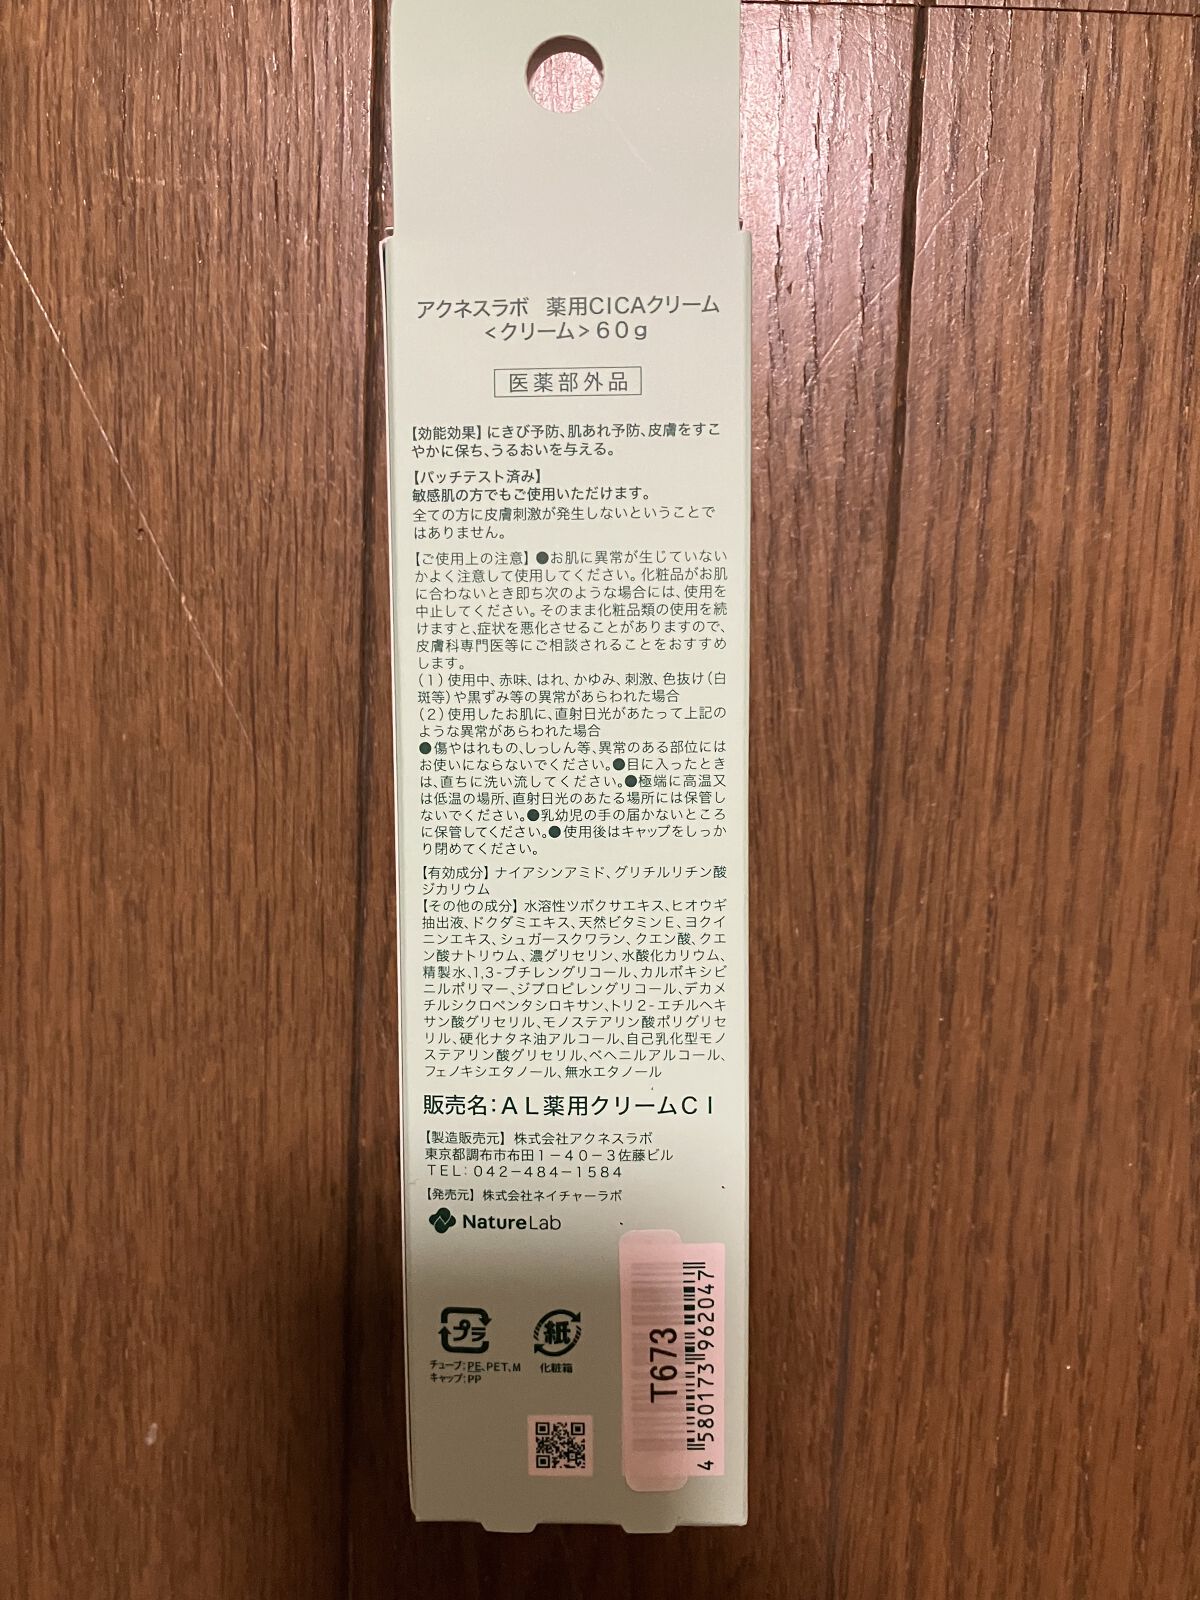 アクネスラボ 薬用CICAクリーム
<クリーム>60g
医薬部外品
【効能効果】にきび予防、肌あれ予防、皮膚をすこ
やかに保ち、うるおいを与える。
【パッチテスト済み】
敏感肌の方でもご使用いただけます。
全ての方に皮膚刺激が発生しないということで
はありません。
【ご使用上の注意】●お肌に異常が生じていない
かよく注意して使用してください。化粧品がお肌
に合わないとき即ち次のような場合には、使用を
中止してください。そのまま化粧品類の使用を続
けますと、症状を悪化させることがありますので、
皮膚科専門医等にご相談されることをおすすめ
します。
(1)使用中、赤味、はれ、かゆみ、刺激、色抜け(白
斑等)や黒ずみ等の異常があらわれた場合
(2)使用したお肌に、直射日光があたって上記の
ような異常があらわれた場合
●傷やはれもの、しっしん等、異常のある部位には
お使いにならないでください。●目に入ったとき
は、直ちに洗い流してください。●極端に高温又
は低温の場所、直射日光のあたる場所には保管し
ないでください。●乳幼児の手の届かないところ
に保管してください。●使用後はキャップをしっか
り閉めてください。
【有効成分】ナイアシンアミド、グリチルリチン酸
ジカリウム
【その他の成分】水溶性ツボクサエキス、ヒオウギ
抽出液、ドクダミエキス、天然ビタミンE、ヨクイ
ニンエキス、シュガースクワラン、クエン酸、クエ
ン酸ナトリウム、濃グリセリン、水酸化カリウム、
精製水、1,3-ブチレングリコール、カルボキシビ
ニルポリマー、ジプロピレングリコール、デカメ
チルシクロペンタシロキサン、トリ2-エチルヘキ
サン酸グリセリル、モノステアリン酸ポリグリセ
リル、硬化ナタネ油アルコール、自己乳化型モノ
ステアリン酸グリセリル、ベヘニルアルコール、
フェノキシエタノール、無水エタノール
販売名:AL薬用クリームCI
【製造販売元】株式会社アクネスラボ
東京都調布市布田1-40-3佐藤ビル
TEL:042-484-1584
【発売元】株式会社ネイチャーラボ
NatureLab
プラ
チューブ:PE、PET、M
キャップ:PP
紙
化粧箱
T673
4 580173 962047